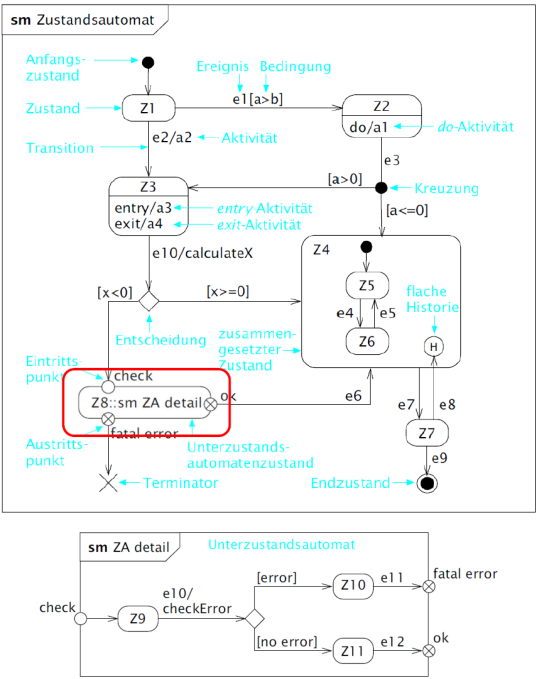 sm Zustandsautomat
Anfangs-
zustand
Ereignis
Bedingung
Zustand
Z1
e1[a>b]
Z2
do/a1
do-Aktivität
e2/a2
Aktivität
Transition
e3
Z3
[a>0]
Kreuzung
entry/a3
entry-Aktivität
exit/a4
exit-Aktivität
[a<=0]
e10/calculateX
Z4
Z5
e4
e5
Z6
flache
Historie
H
[x<0]
[x>=0]
Entscheidung
zusammen-
gesetzter
Zustand
Eintritts-
punkt
check
Z8::sm ZA detail
ok
e6
e7
e8
Z7
Austritts-
punkt
fatal error
Unterzustands-
automatenzustand
e9
Terminator
Endzustand
sm ZA detail
Unterzustandsautomat
check
Z9
e10/
checkError
[error]
Z10
e11
fatal error
[no error]
Z11
e12
ok